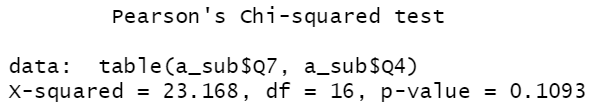 Pearson's Chi-squared test
data: table(a_sub$Q7, a_sub$Q4)
X-squared = 23.168, df = 16, p-value = 0.1093